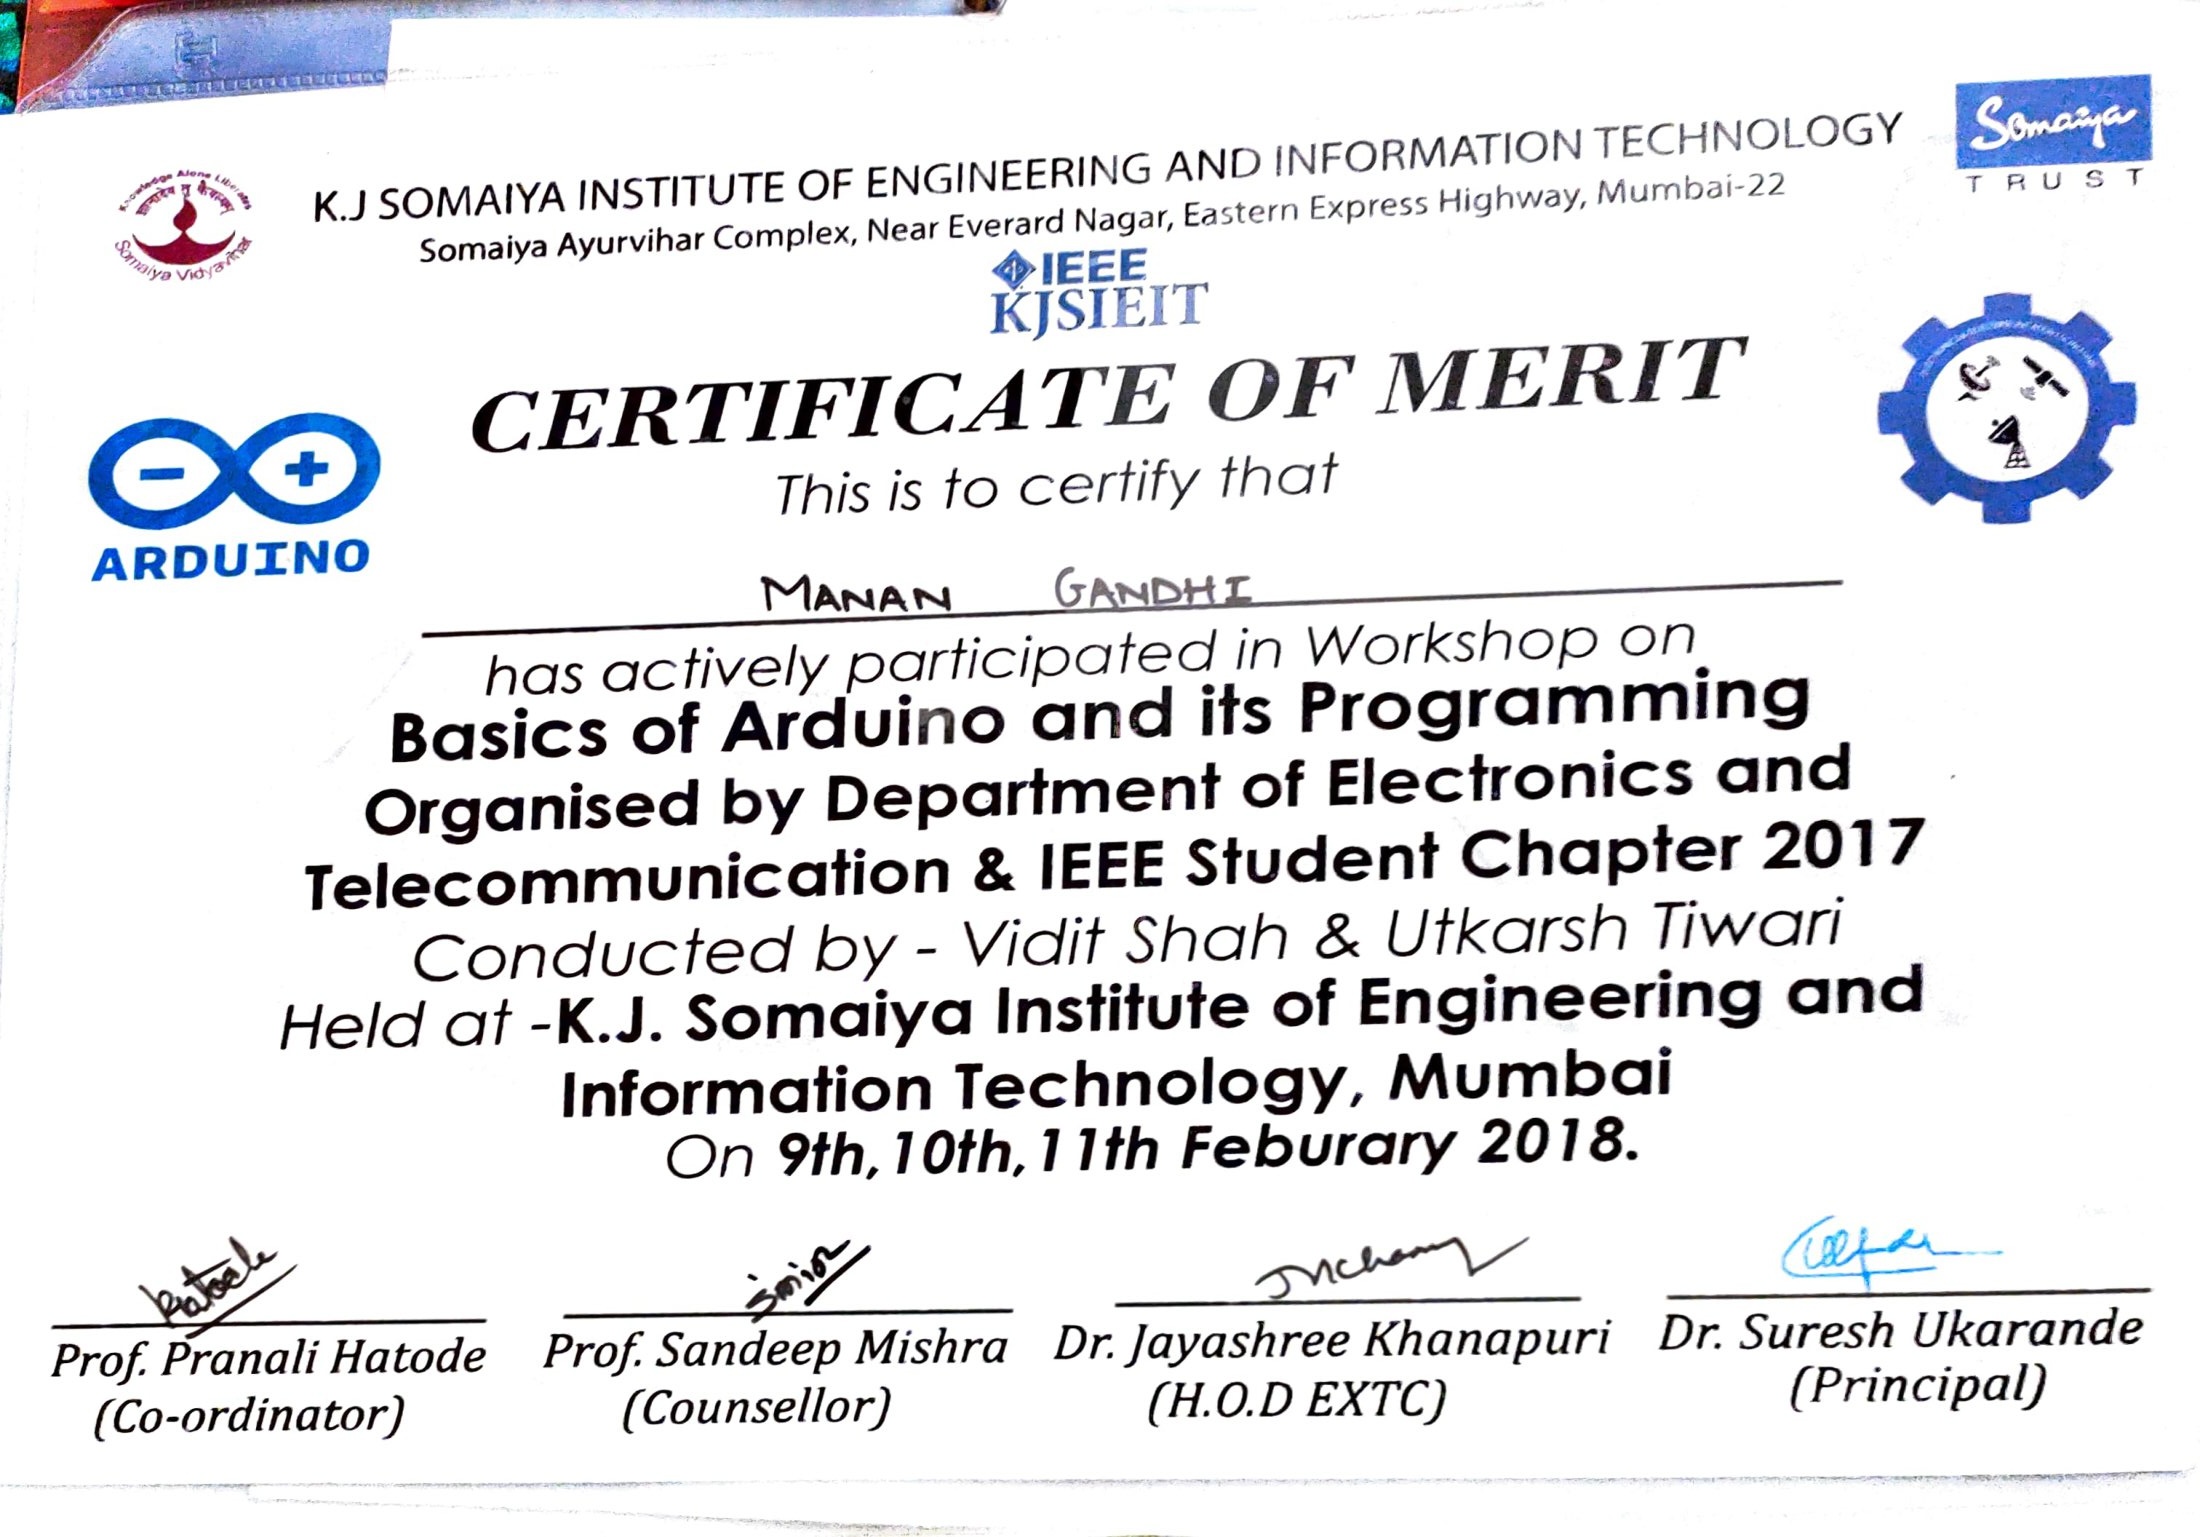 Knowledge Alone Liberates
Somaiya Vidyavihar
K.J SOMAIYA INSTITUTE OF ENGINEERING AND INFORMATION TECHNOLOGY
Somaiya Ayurvihar Complex, Near Everard Nagar, Eastern Express Highway, Mumbai-22
Somaiya
TRUST
IEEE
KJSIEIT
CERTIFICATE OF MERIT
This is to certify that
ARDUINO
MANAN GANDHI
has actively participated in Workshop on
Basics of Arduino and its Programming
Organised by Department of Electronics and
Telecommunication & IEEE Student Chapter 2017
Conducted by - Vidit Shah & Utkarsh Tiwari
Held at -K.J. Somaiya Institute of Engineering and
Information Technology, Mumbai
On 9th,10th,11th Feburary 2018.
Prof. Pranali Hatode Prof. Sandeep Mishra Dr. Jayashree Khanapuri Dr. Suresh Ukarande
(Co-ordinator) (Counsellor) (H.O.D EXTC) (Principal)